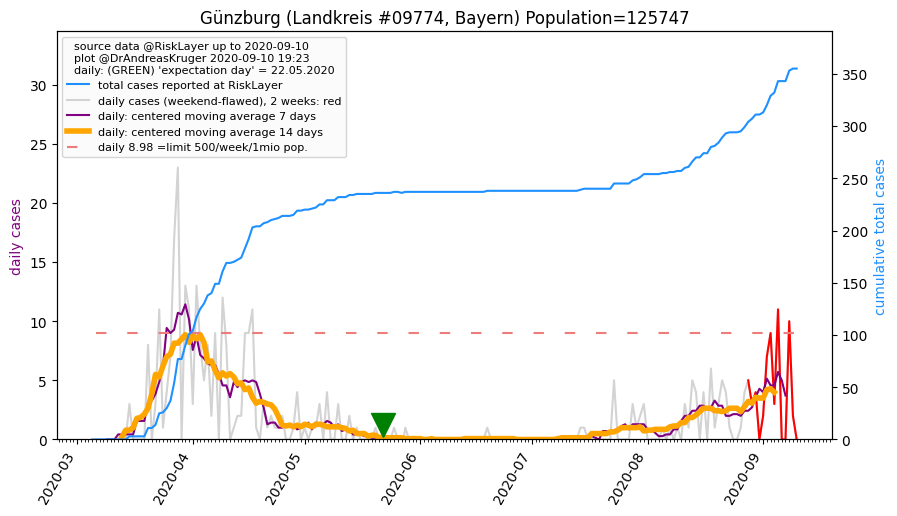 Günzburg (Landkreis #09774, Bayern) Population=125747
source data @RiskLayer up to 2020-09-10
plot @DrAndreasKruger 2020-09-10 19:23
daily: (GREEN) 'expectation day' = 22.05.2020
total cases reported at RiskLayer
daily cases (weekend-flawed), 2 weeks: red
daily: centered moving average 7 days
daily: centered moving average 14 days
daily 8.98 =limit 500/week/1mio pop.
daily cases
30
25
20
15
10
5
0
cumulative total cases
350
300
250
200
150
100
50
0
2020-03
2020-04
2020-05
2020-06
2020-07
2020-08
2020-09